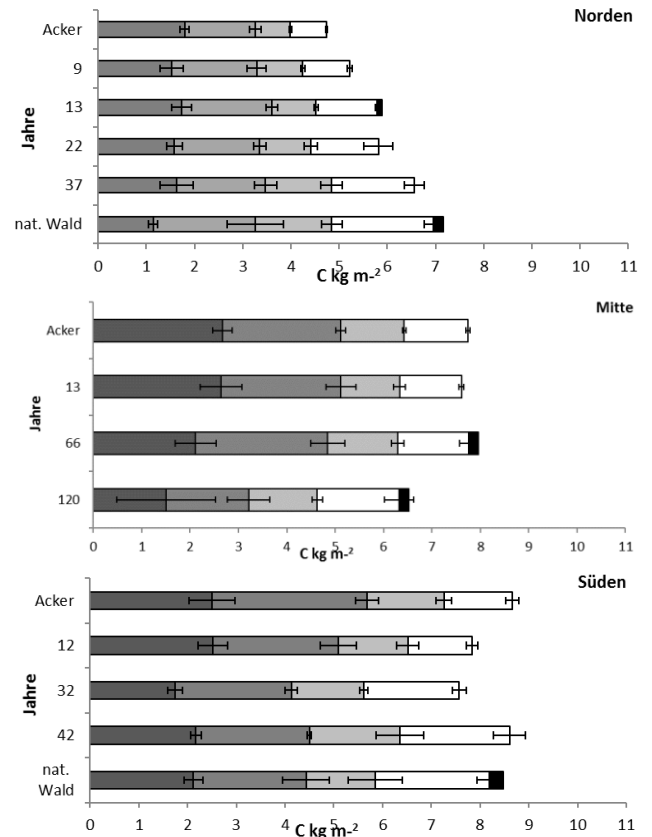 Norden
Jahre
Acker
9
13
22
37
nat. Wald
0 1 2 3 4 5 6 7 8 9 10 11
C kg m-²
Mitte
Jahre
Acker
13
66
120
0 1 2 3 4 5 6 7 8 9 10 11
C kg m-²
Süden
Jahre
Acker
12
32
42
nat.
Wald
0 1 2 3 4 5 6 7 8 9 10 11
C kg m-²